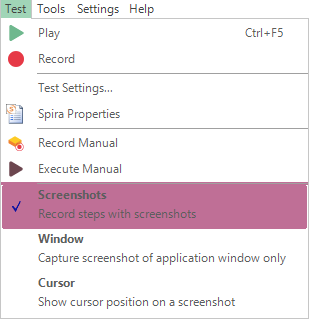 Test Tools Settings Help
Play Ctrl+F5
Record
Test Settings...
Spira Properties
Record Manual
Execute Manual
Screenshots
Record steps with screenshots
Window
Capture screenshot of application window only
Cursor
Show cursor position on a screenshot